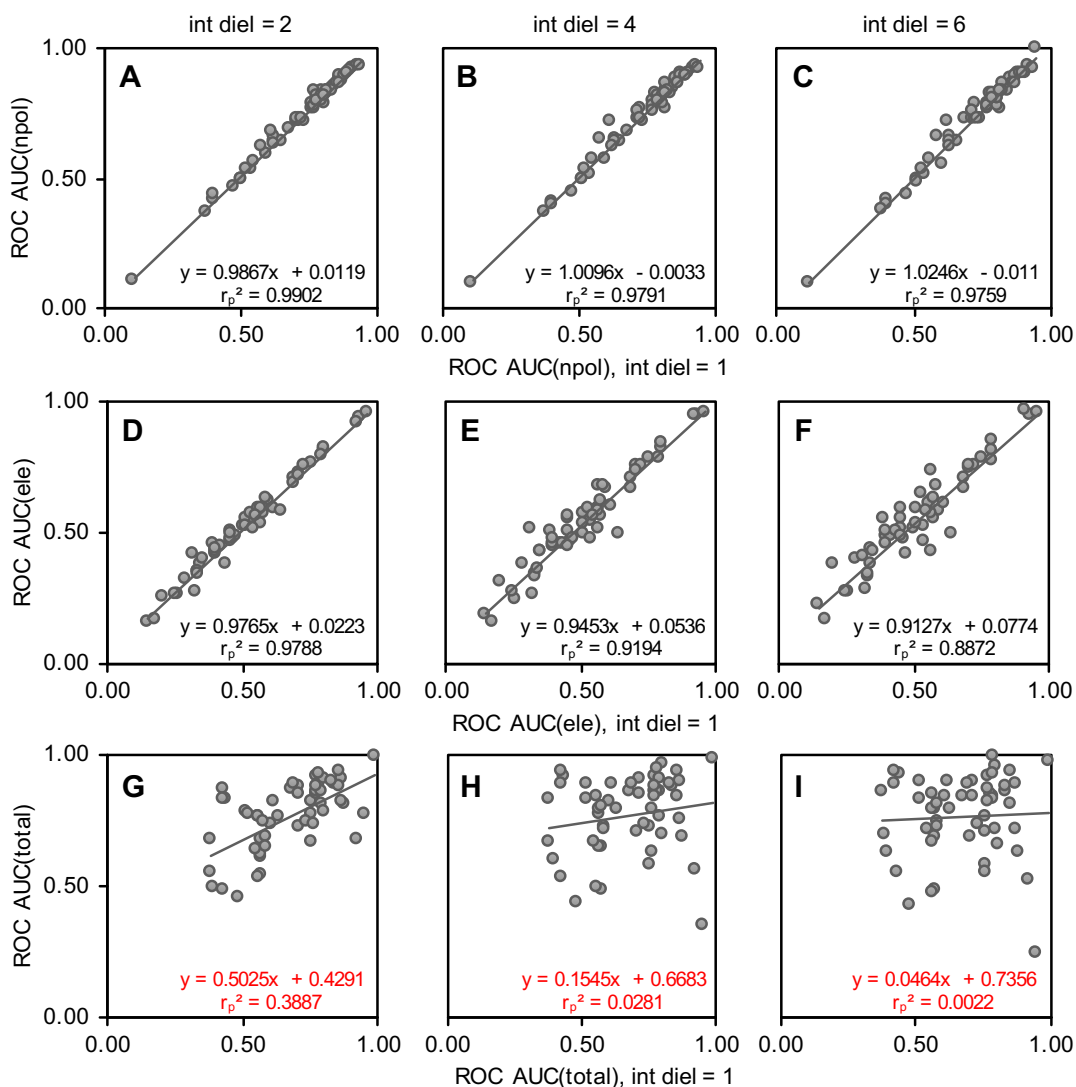 int diel = 2
int diel = 4
int diel = 6
ROC AUC(npol)
1.00
0.50
0.00
A
y = 0.9867x + 0.0119
rₚ² = 0.9902
B
y = 1.0096x - 0.0033
rₚ² = 0.9791
C
y = 1.0246x - 0.011
rₚ² = 0.9759
0.00 0.50 1.00
0.00 0.50 1.00
0.00 0.50 1.00
ROC AUC(npol), int diel = 1
ROC AUC(ele)
1.00
0.50
0.00
D
y = 0.9765x + 0.0223
rₚ² = 0.9788
E
y = 0.9453x + 0.0536
rₚ² = 0.9194
F
y = 0.9127x + 0.0774
rₚ² = 0.8872
0.00 0.50 1.00
0.00 0.50 1.00
0.00 0.50 1.00
ROC AUC(ele), int diel = 1
ROC AUC(total)
1.00
0.50
0.00
G
y = 0.5025x + 0.4291
rₚ² = 0.3887
H
y = 0.1545x + 0.6683
rₚ² = 0.0281
I
y = 0.0464x + 0.7356
rₚ² = 0.0022
0.00 0.50 1.00
0.00 0.50 1.00
0.00 0.50 1.00
ROC AUC(total), int diel = 1